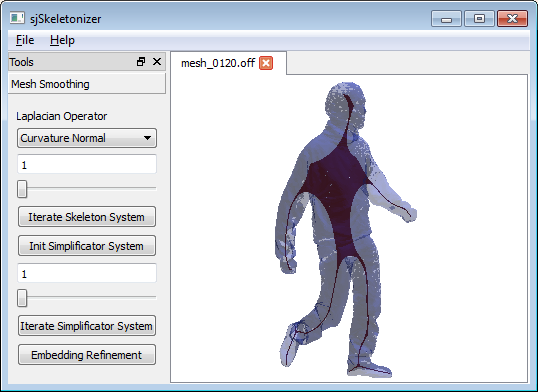 sjSkeletonizer
File Help
Tools
mesh_0120.off
Mesh Smoothing
Laplacian Operator
Curvature Normal
1
Iterate Skeleton System
Init Simplificator System
1
Iterate Simplificator System
Embedding Refinement